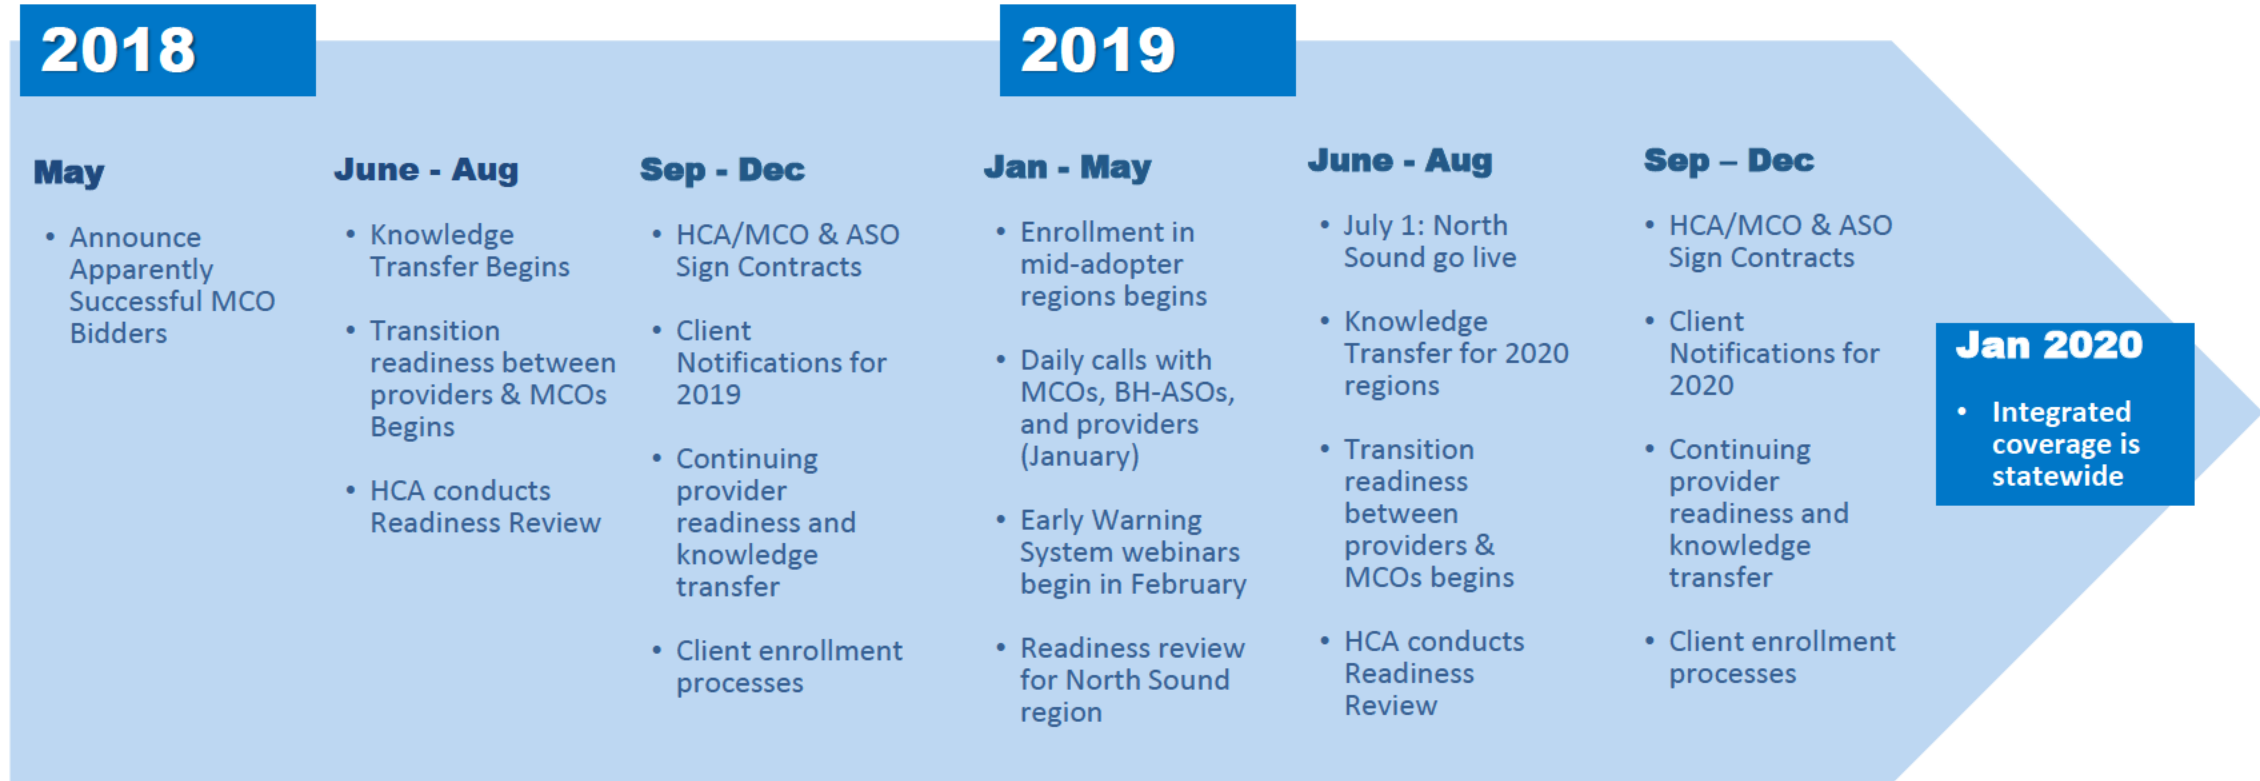 2018
May
• Announce
Apparently
Successful MCO
Bidders
June - Aug
• Knowledge
Transfer Begins
• Transition
readiness between
providers & MCOs
Begins
• HCA conducts
Readiness Review
Sep - Dec
• HCA/MCO & ASO
Sign Contracts
• Client
Notifications for
2019
• Continuing
provider
readiness and
knowledge
transfer
• Client enrollment
processes
2019
Jan - May
• Enrollment in
mid-adopter
regions begins
• Daily calls with
MCOs, BH-ASOs,
and providers
(January)
• Early Warning
System webinars
begin in February
• Readiness review
for North Sound
region
June - Aug
• July 1: North
Sound go live
• Knowledge
Transfer for 2020
regions
• Transition
readiness
between
providers &
MCOs begins
• HCA conducts
Readiness
Review
Sep – Dec
• HCA/MCO & ASO
Sign Contracts
• Client
Notifications for
2020
• Continuing
provider
readiness and
knowledge
transfer
• Client enrollment
processes
Jan 2020
• Integrated
coverage is
statewide